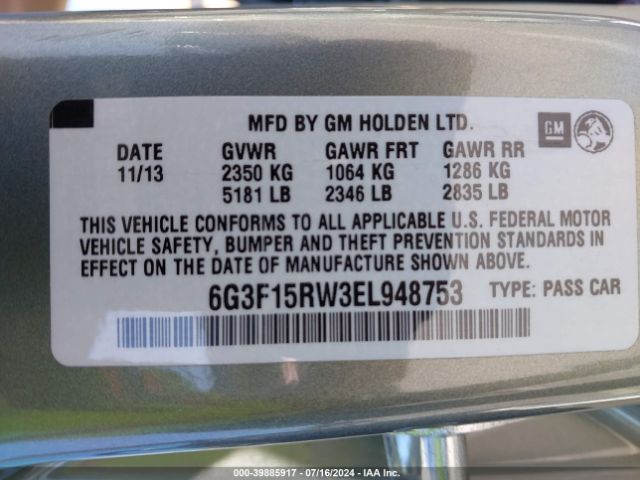 MFD BY GM HOLDEN LTD.
GM
DATE GVWR GAWR FRT GAWR RR
11/13 2350 KG 1064 KG 1286 KG
5181 LB 2346 LB 2835 LB
THIS VEHICLE CONFORMS TO ALL APPLICABLE U.S. FEDERAL MOTOR
VEHICLE SAFETY, BUMPER AND THEFT PREVENTION STANDARDS IN
EFFECT ON THE DATE OF MANUFACTURE SHOWN ABOVE.
6G3F15RW3EL948753 TYPE: PASS CAR
000-39885917 / 07/16/2024 - IAA Inc.